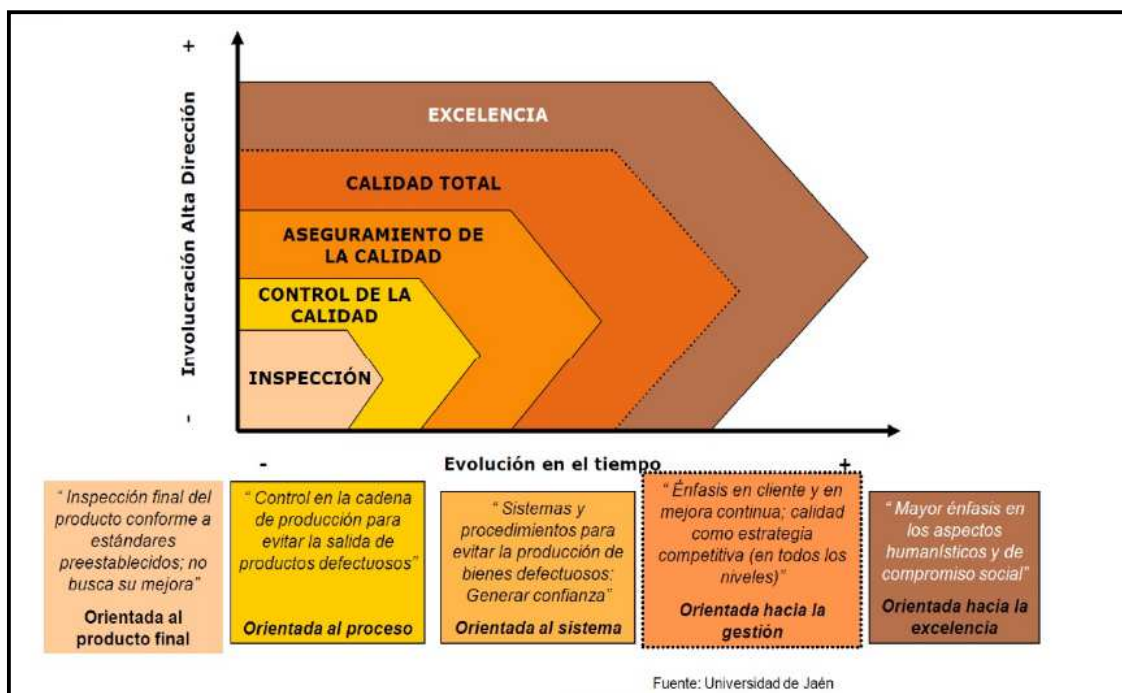 +
Involucración Alta Dirección
-
EXCELENCIA
CALIDAD TOTAL
ASEGURAMIENTO DE
LA CALIDAD
CONTROL DE LA
CALIDAD
INSPECCIÓN
-
Evolución en el tiempo
+
“ Inspección final del
producto conforme a
estándares
preestablecidos; no
busca su mejora”
Orientada al
producto final
“ Control en la cadena
de producción para
evitar la salida de
productos defectuosos”
Orientada al proceso
“ Sistemas y
procedimientos para
evitar la producción de
bienes defectuosos:
Generar confianza”
Orientada al sistema
“ Énfasis en cliente y en
mejora continua; calidad
como estrategia
competitiva (en todos los
niveles)”
Orientada hacia la
gestión
“ Mayor énfasis en
los aspectos
humanísticos y de
compromiso social”
Orientada hacia la
excelencia
Fuente: Universidad de Jaén